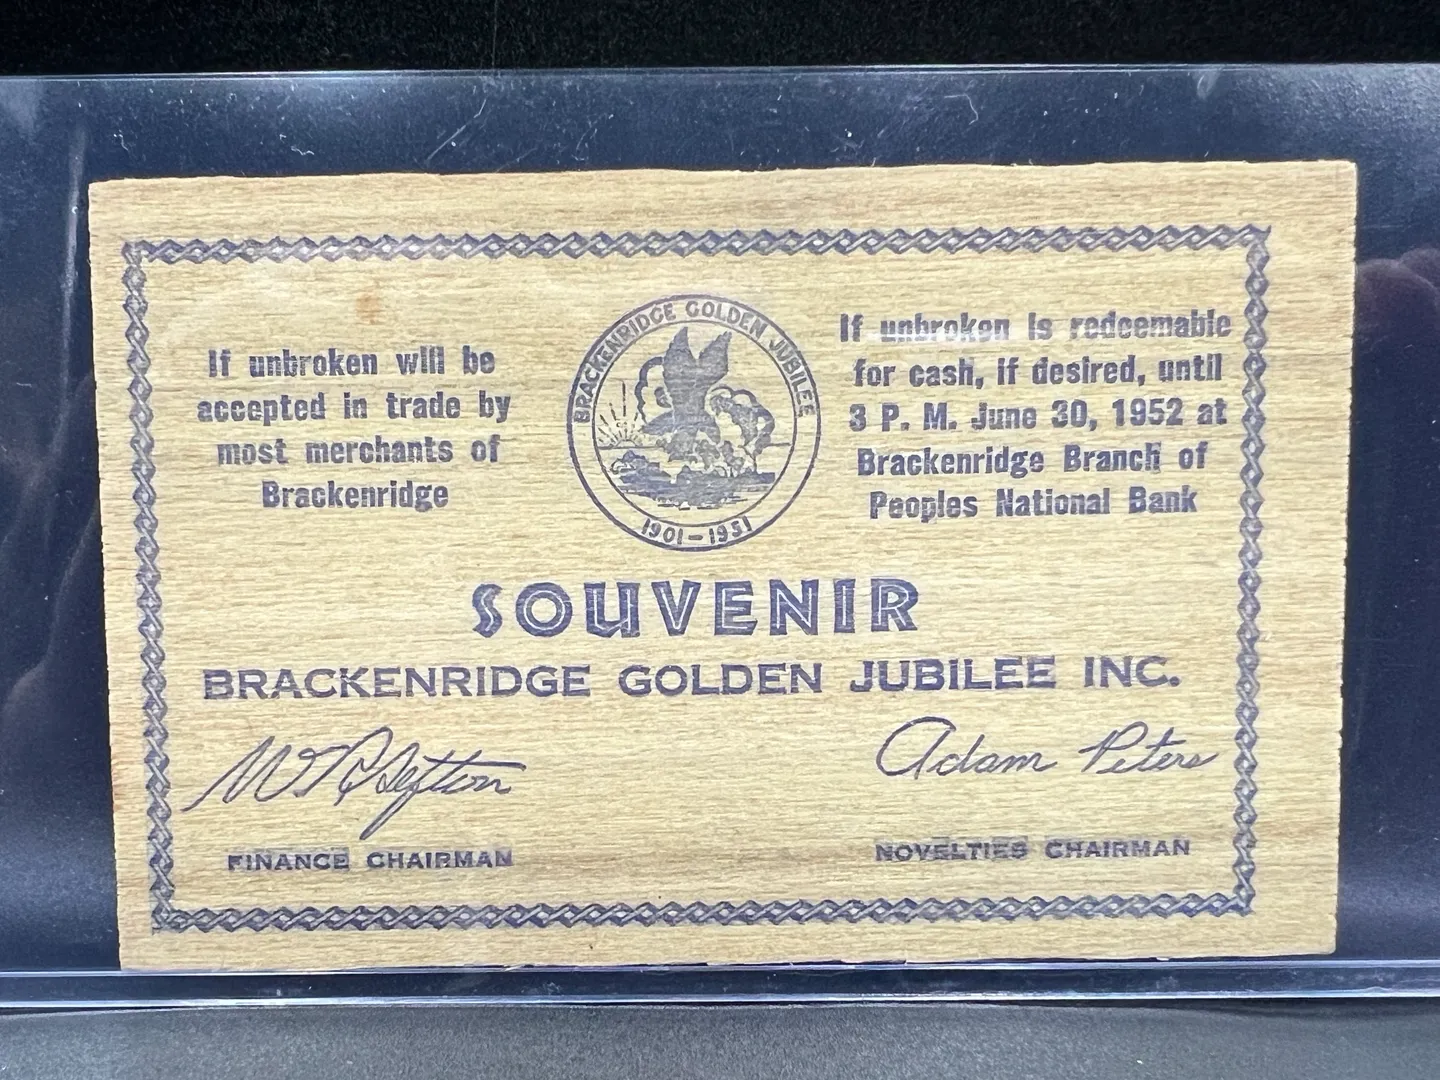 If unbroken will be
accepted in trade by
most merchants of
Brackenridge
BRACKENRIDGE GOLDEN JUBILEE
1901-1951
If unbroken is redeemable
for cash, if desired, until
3 P. M. June 30, 1952 at
Brackenridge Branch of
Peoples National Bank
SOUVENIR
BRACKENRIDGE GOLDEN JUBILEE INC.
Adam Peters
FINANCE CHAIRMAN
NOVELTIES CHAIRMAN